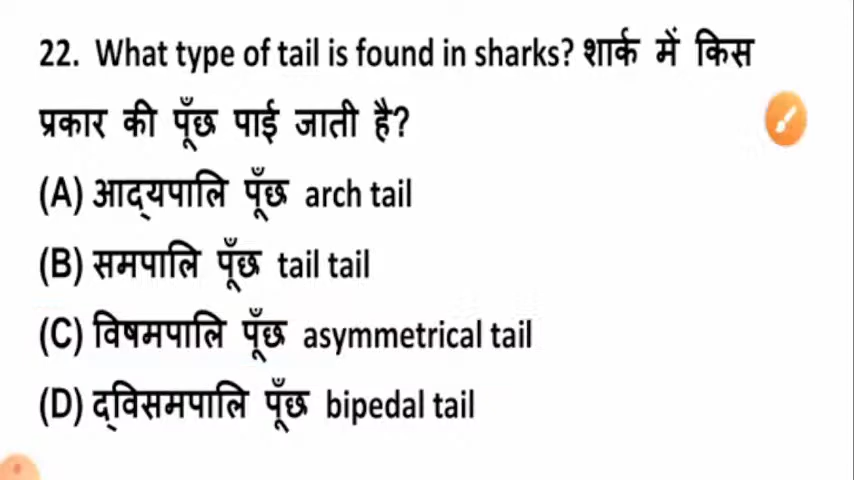 22. What type of tail is found in sharks? शार्क में किस
प्रकार की पूँछ पाई जाती है?
(A) आद्यपालि पूँछ arch tail
(B) समपालि पूँछ tail tail
(C) विषमपालि पूँछ asymmetrical tail
(D) द्विसमपालि पूँछ bipedal tail